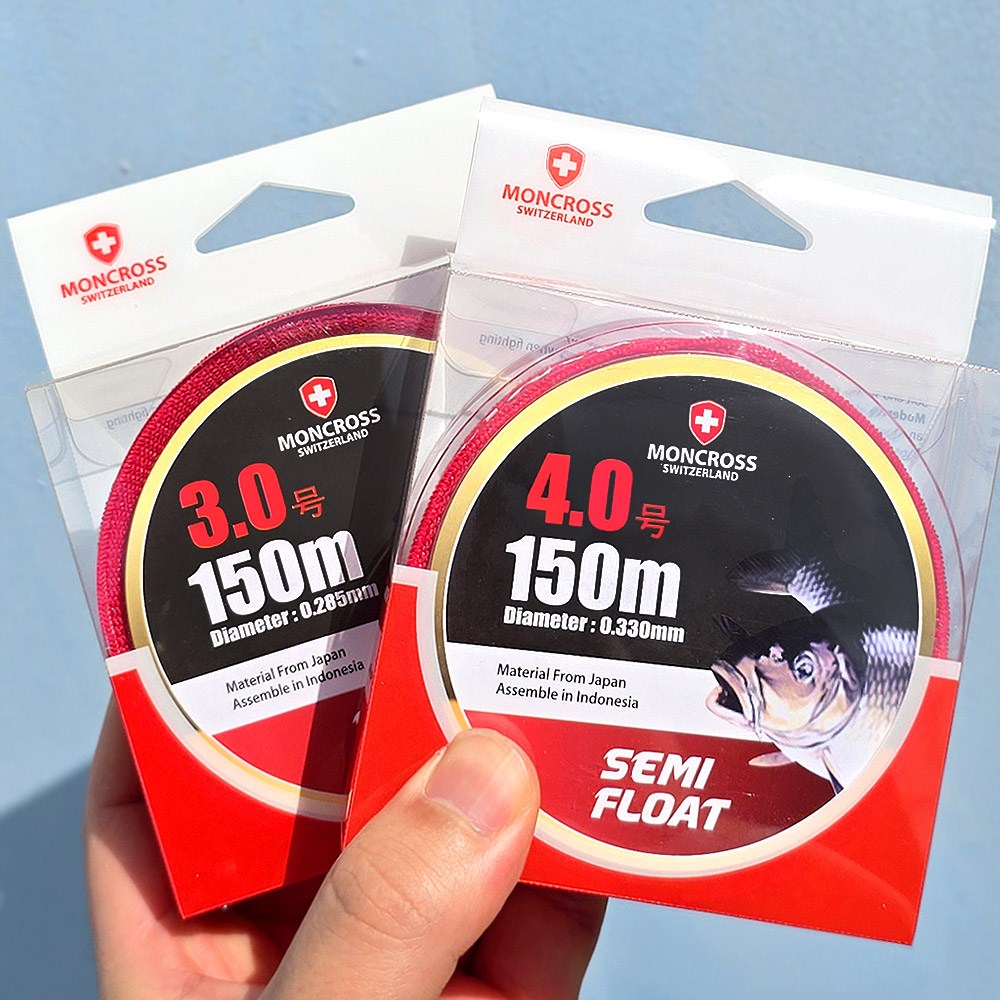 MONCROSS
SWITZERLAND
MONCROSS
SWITZERLAND
3.0号
150m
Diameter : 0.285mm
Material From Japan
Assemble in Indonesia
MONCROSS
SWITZERLAND
MONCROSS
SWITZERLAND
4.0号
150m
Diameter : 0.330mm
Material From Japan
Assemble in Indonesia
SEMI
FLOAT